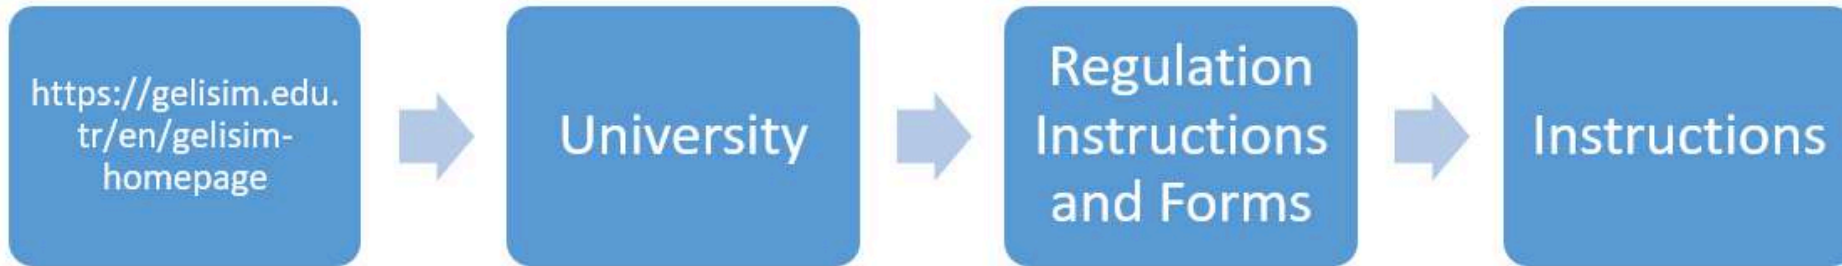 https://gelisim.edu.
tr/en/gelisim-
homepage
University
Regulation
Instructions
and Forms
Instructions